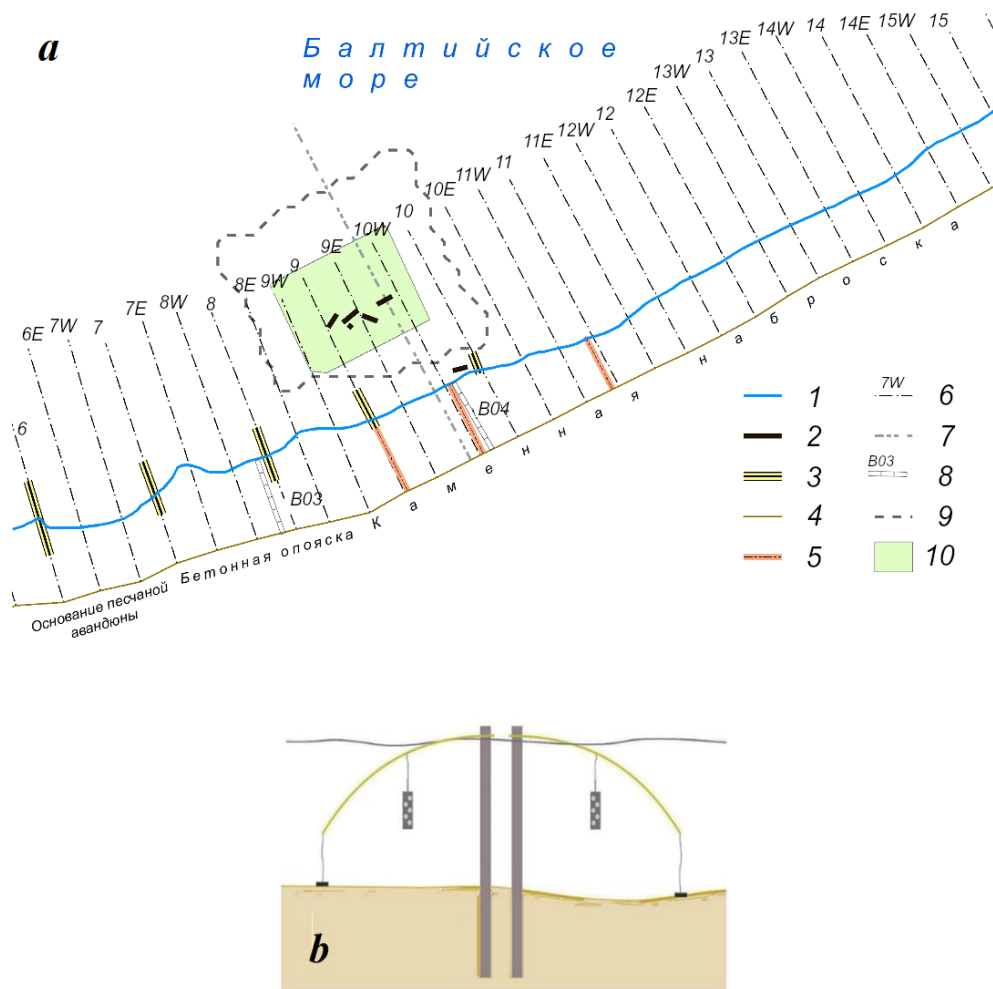 a
Балтийское
море
6
6E
7W
7
7E
8W
8
8E
9W
9
9E
10W
10
10E
11W
11
11E
12W
12
12E
13W
13
13E
14W
14
14E
15W
15
B03
B04
Основание песчаной
авандюны
Бетонная опояска
Каменная наброска
1
2
3
4
5
7W
6
7
B03
8
9
10
b